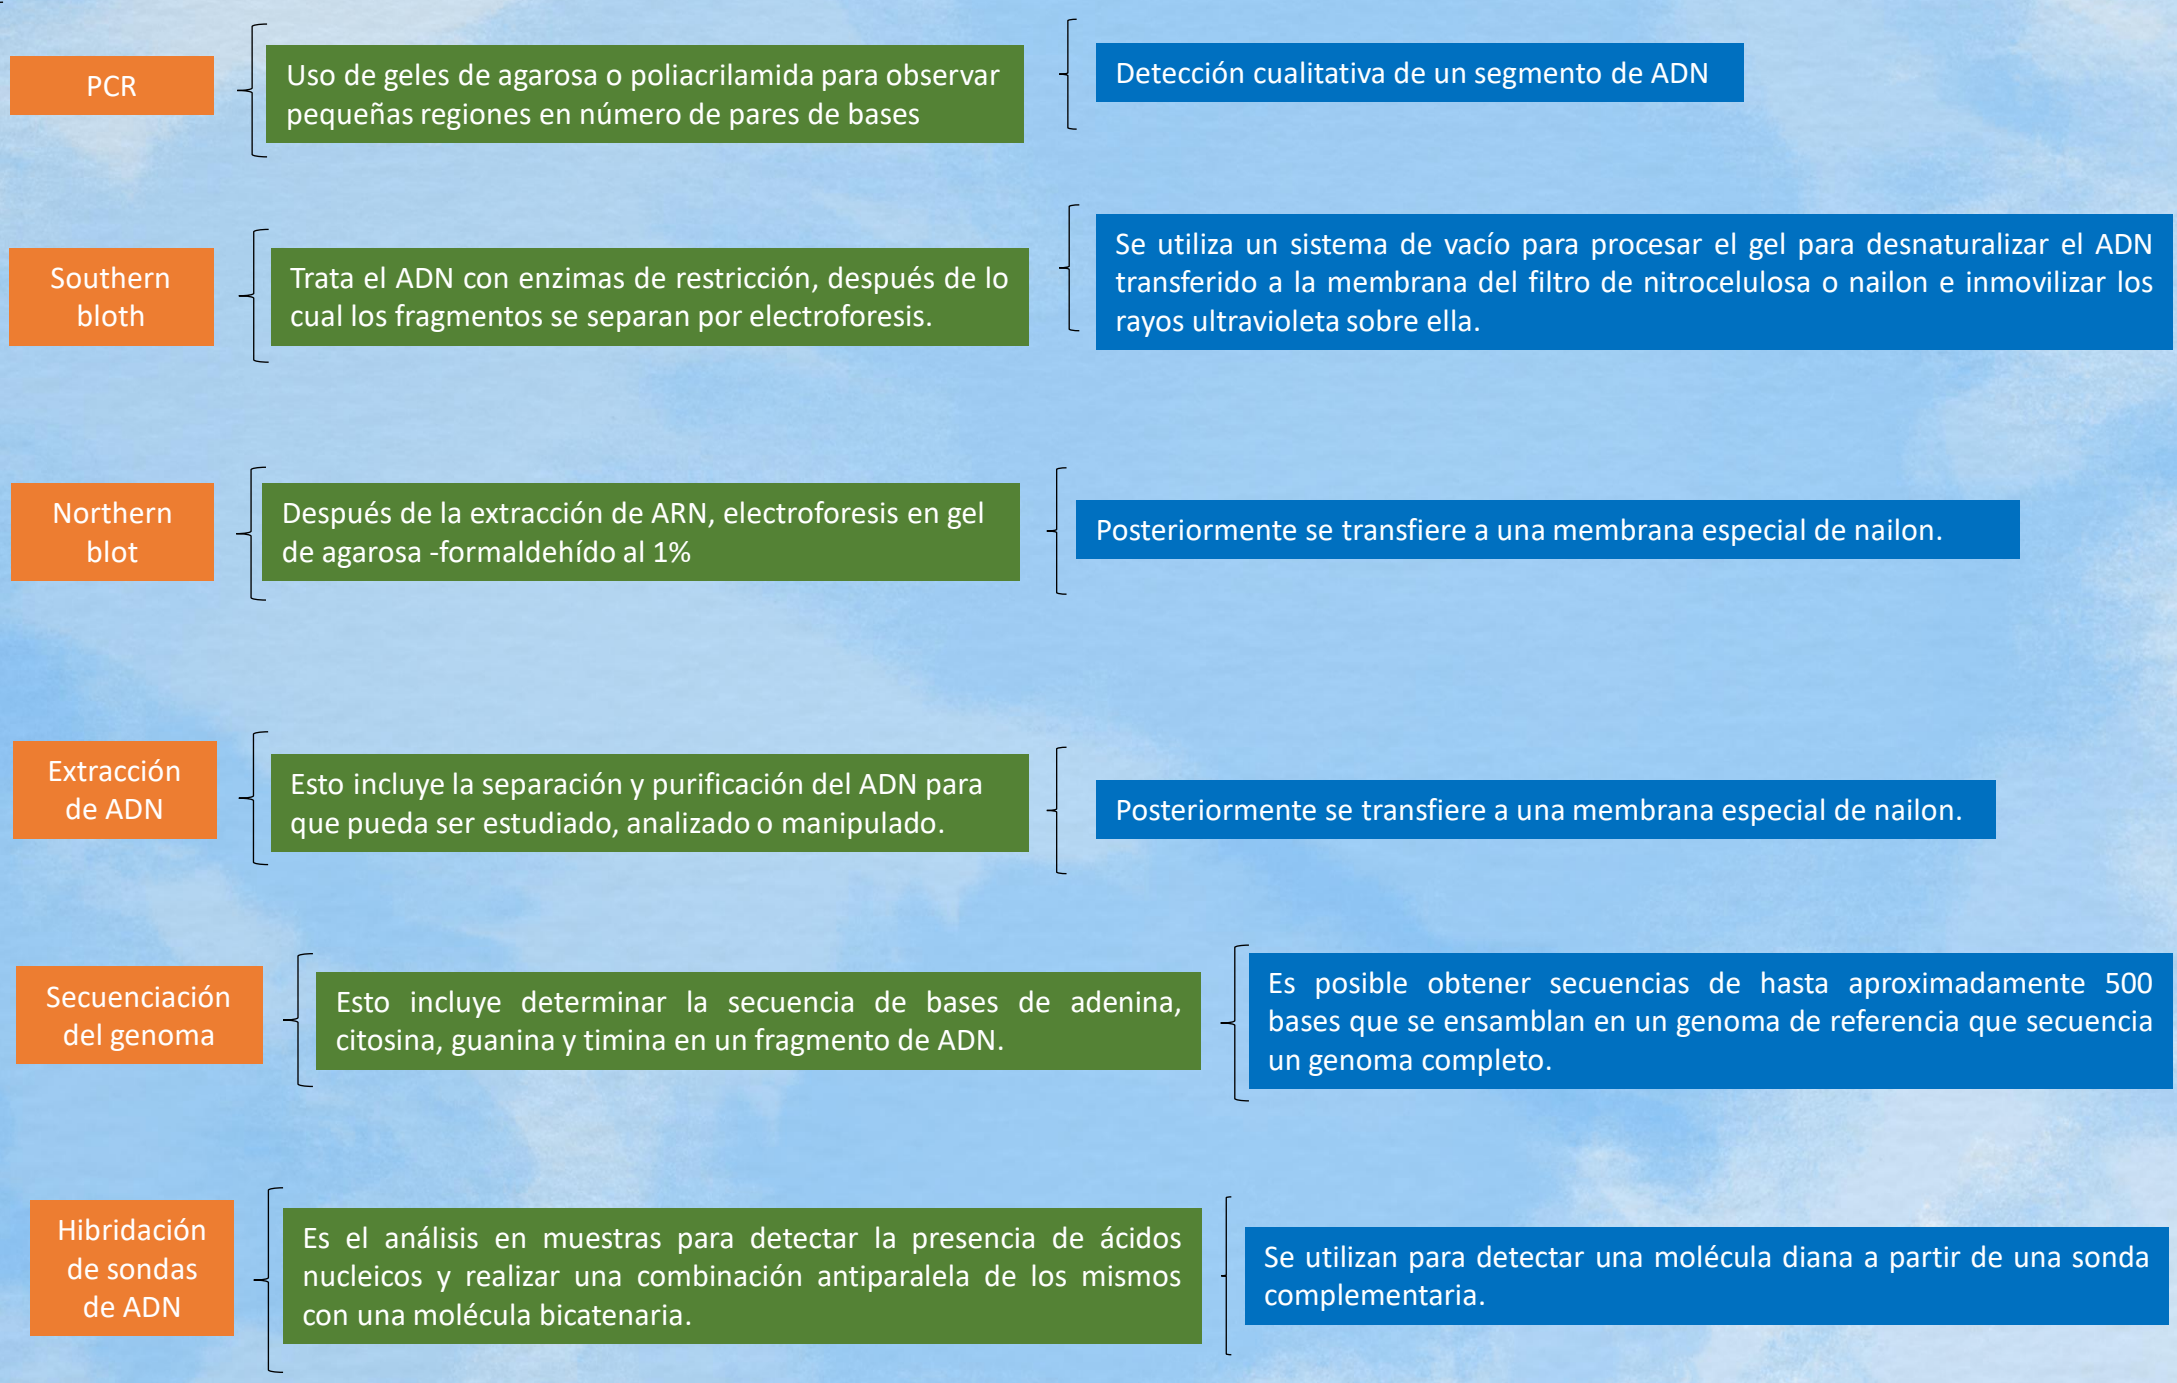 PCR
Uso de geles de agarosa o poliacrilamida para observar
pequeñas regiones en número de pares de bases
Detección cualitativa de un segmento de ADN
Southern
bloth
Trata el ADN con enzimas de restricción, después de lo
cual los fragmentos se separan por electroforesis.
Se utiliza un sistema de vacío para procesar el gel para desnaturalizar el ADN
transferido a la membrana del filtro de nitrocelulosa o nailon e inmovilizar los
rayos ultravioleta sobre ella.
Northern
blot
Después de la extracción de ARN, electroforesis en gel
de agarosa -formaldehído al 1%
Posteriormente se transfiere a una membrana especial de nailon.
Extracción
de ADN
Esto incluye la separación y purificación del ADN para
que pueda ser estudiado, analizado o manipulado.
Posteriormente se transfiere a una membrana especial de nailon.
Secuenciación
del genoma
Esto incluye determinar la secuencia de bases de adenina,
citosina, guanina y timina en un fragmento de ADN.
Es posible obtener secuencias de hasta aproximadamente 500
bases que se ensamblan en un genoma de referencia que secuencia
un genoma completo.
Hibridación
de sondas
de ADN
Es el análisis en muestras para detectar la presencia de ácidos
nucleicos y realizar una combinación antiparalela de los mismos
con una molécula bicatenaria.
Se utilizan para detectar una molécula diana a partir de una sonda
complementaria.